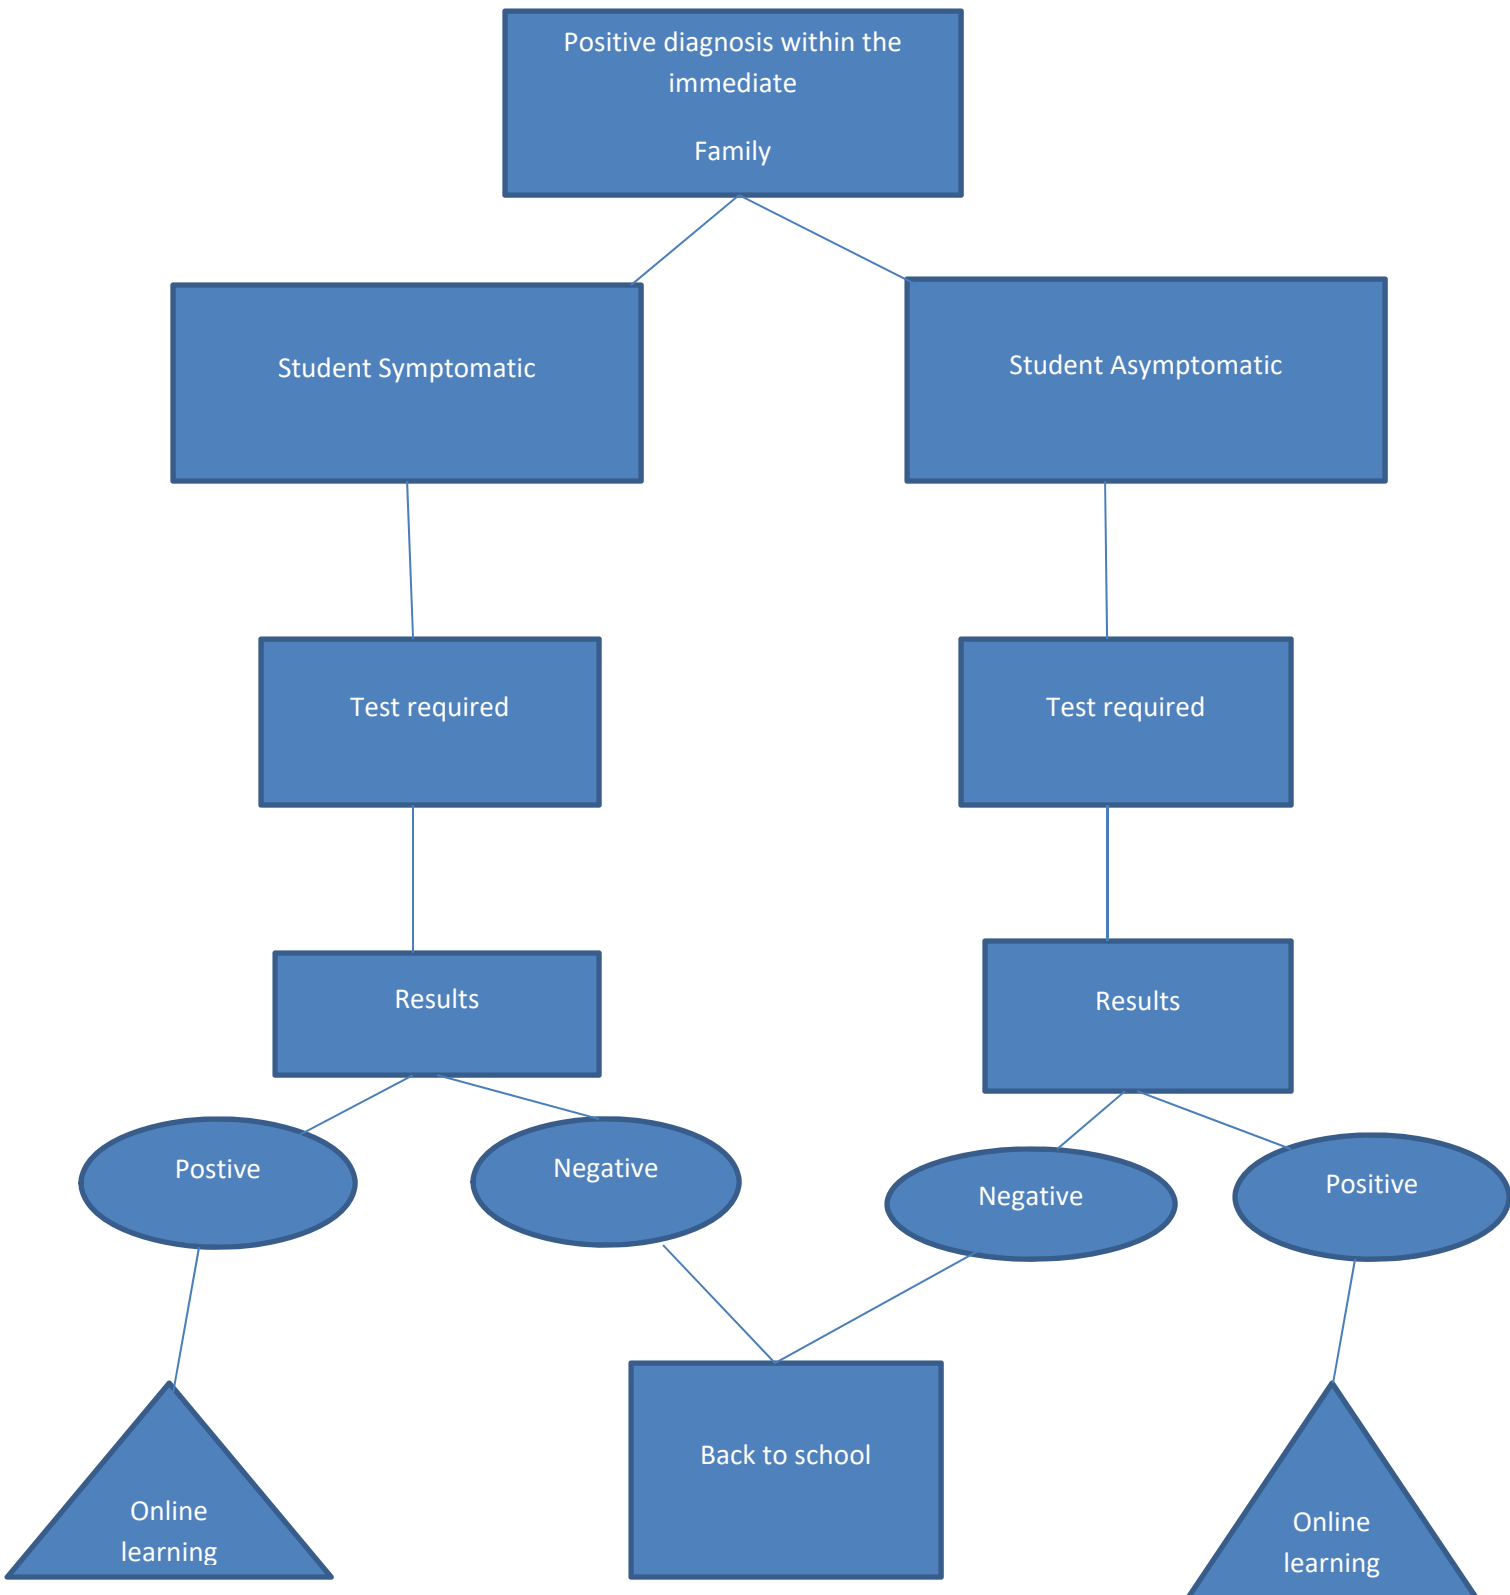 Positive diagnosis within the
immediate
Family
Student Symptomatic
Student Asymptomatic
Test required
Test required
Results
Results
Postive
Negative
Negative
Positive
Back to school
Online
learning
Online
learning